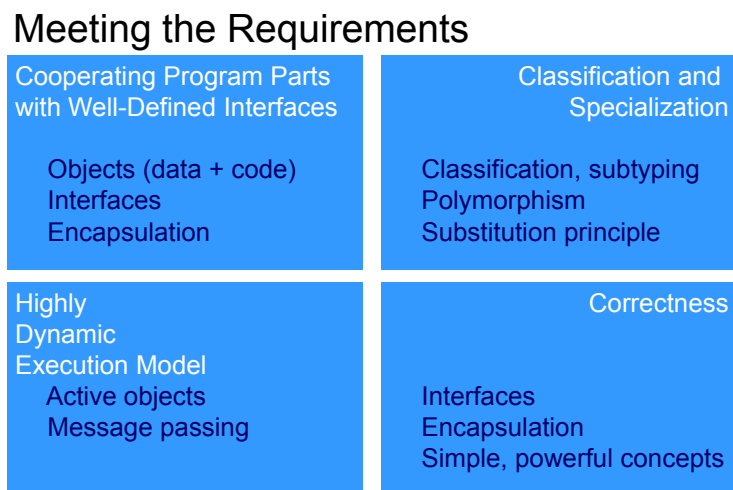 Meeting the Requirements
Cooperating Program Parts
with Well-Defined Interfaces
Objects (data + code)
Interfaces
Encapsulation
Classification and
Specialization
Classification, subtyping
Polymorphism
Substitution principle
Highly
Dynamic
Execution Model
Active objects
Message passing
Correctness
Interfaces
Encapsulation
Simple, powerful concepts